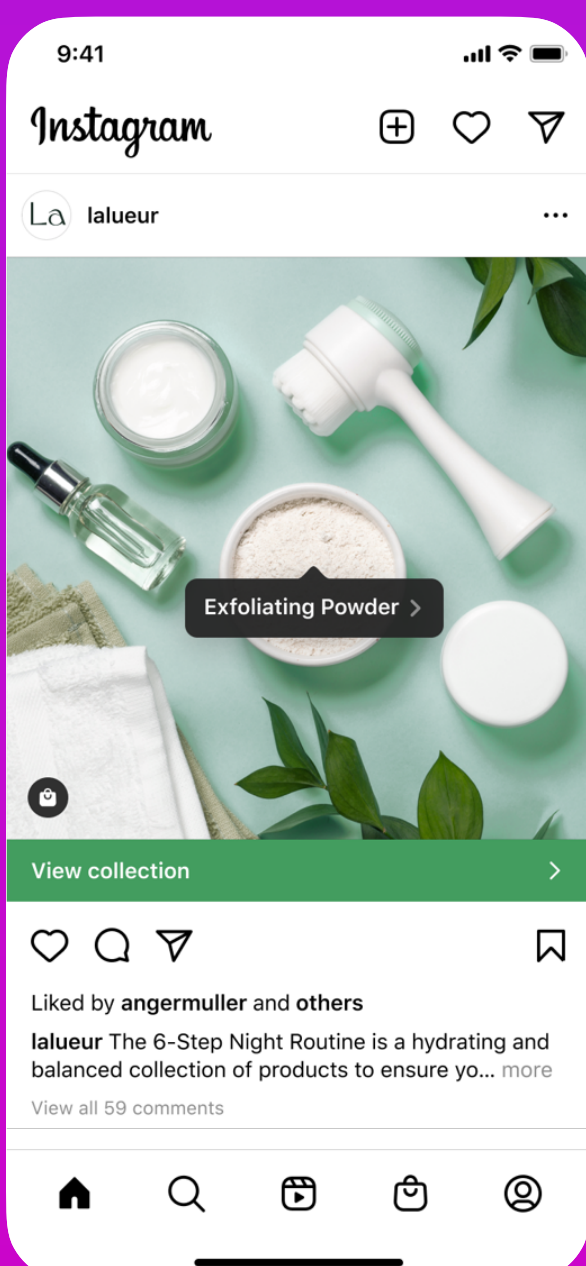 9:41
Instagram
La lalueur
Exfoliating Powder
View collection
Liked by angermuller and others
lalueur The 6-Step Night Routine is a hydrating and
balanced collection of products to ensure yo... more
View all 59 comments